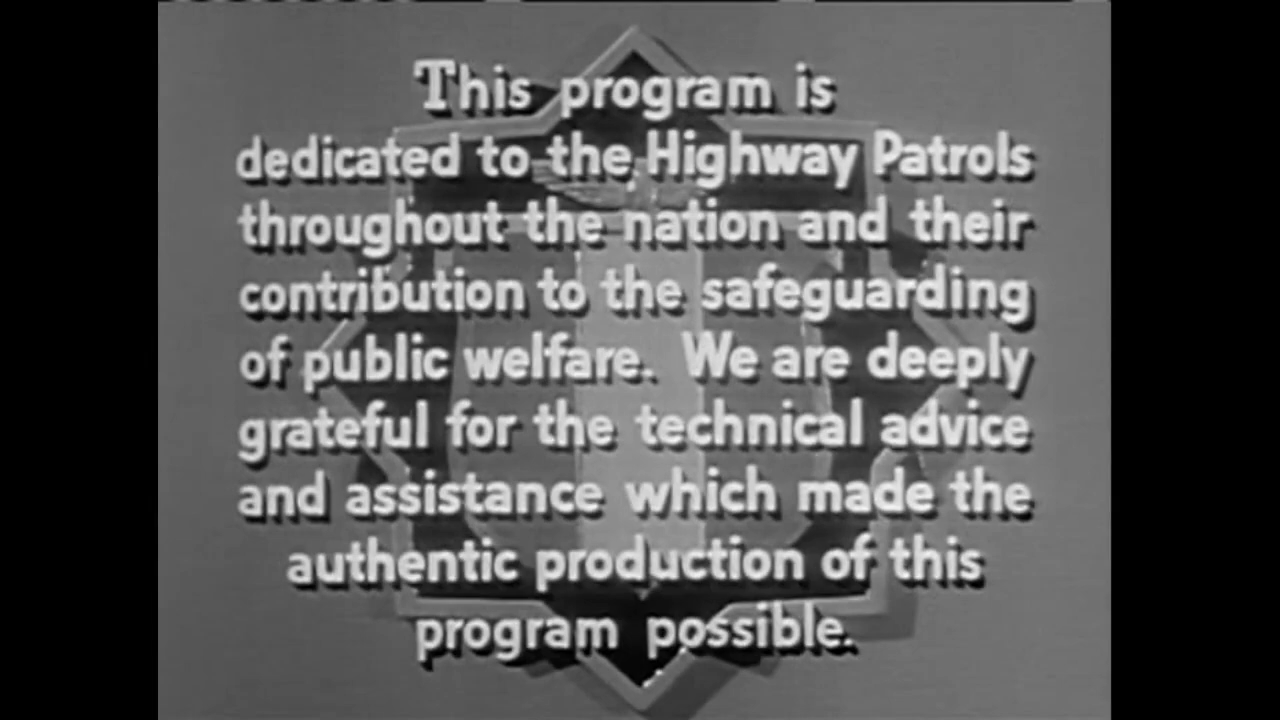 This program is
dedicated to the Highway Patrols
throughout the nation and their
contribution to the safeguarding
of public welfare. We are deeply
grateful for the technical advice
and assistance which made the
authentic production of this
program possible.